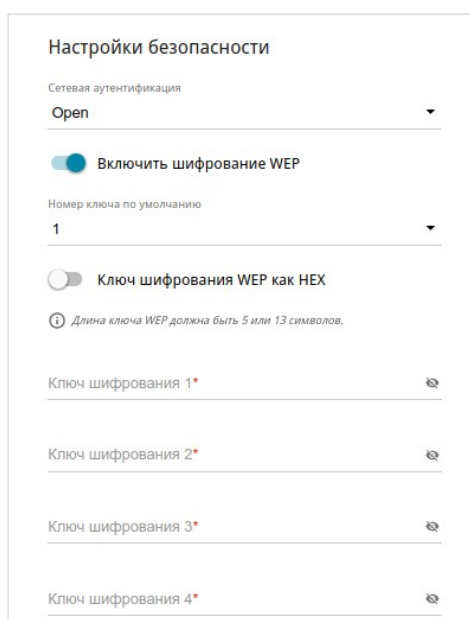 Настройки безопасности
Сетевая аутентификация
Open
Включить шифрование WEP
Номер ключа по умолчанию
1
Ключ шифрования WEP как HEX
Длина ключа WEP должна быть 5 или 13 символов.
Ключ шифрования 1*
Ключ шифрования 2*
Ключ шифрования 3*
Ключ шифрования 4*